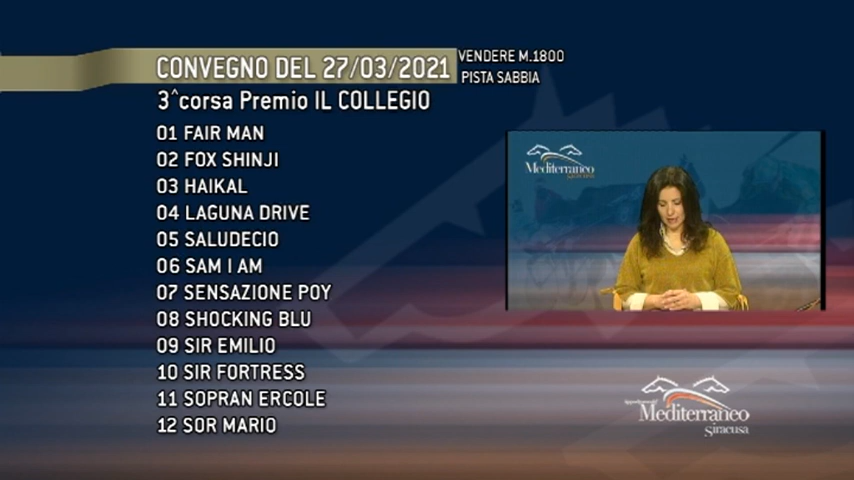 CONVEGNO DEL 27/03/2021
VENDERE M.1800
PISTA SABBIA
3^corsa Premio IL COLLEGIO
01 FAIR MAN
02 FOX SHINJI
03 HAIKAL
04 LAGUNA DRIVE
05 SALUDECIO
06 SAM I AM
07 SENSAZIONE POY
08 SHOCKING BLU
09 SIR EMILIO
10 SIR FORTRESS
11 SOPRAN ERCOLE
12 SOR MARIO
Mediterraneo
Mediterraneo
Siracusa